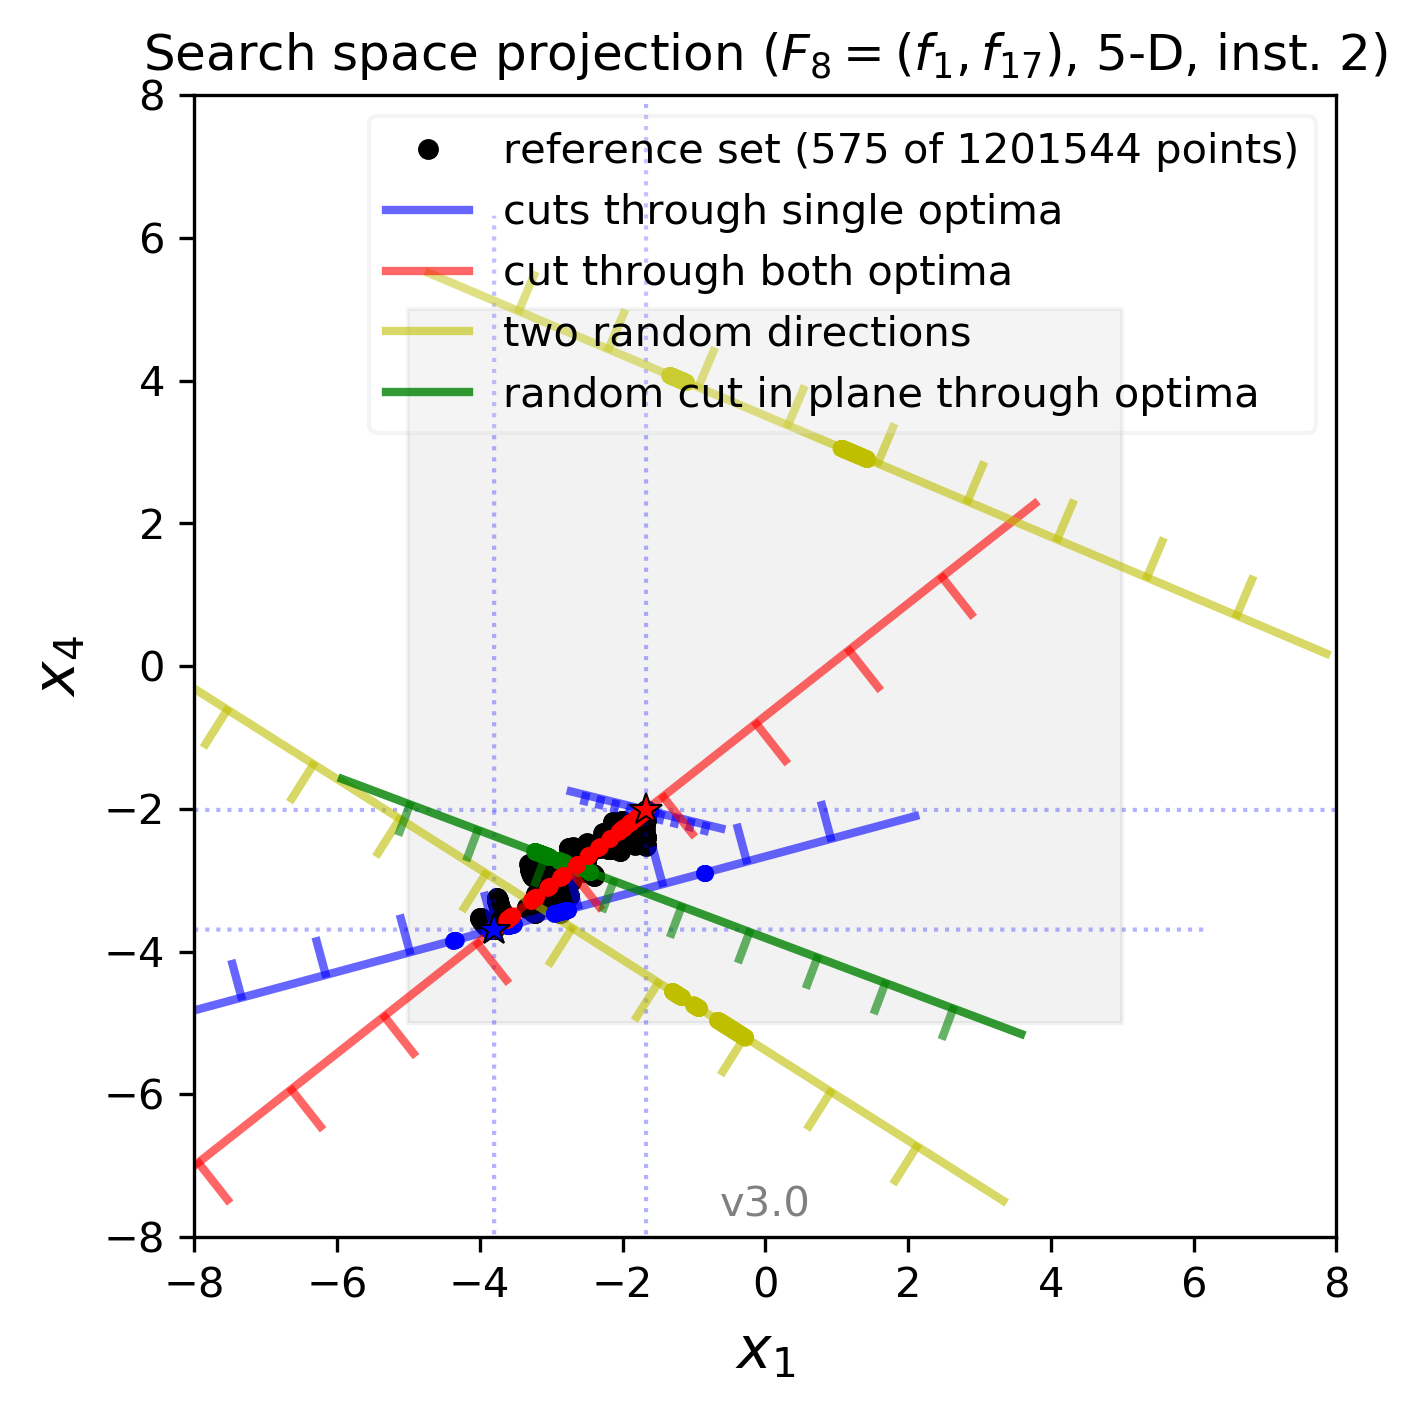 Search space projection (F₈ = (f₁, f₁₇), 5-D, inst. 2)
reference set (575 of 1201544 points)
cuts through single optima
cut through both optima
two random directions
random cut in plane through optima
8
6
4
2
0
−2
−4
−6
−8
x₄
v3.0
−8 −6 −4 −2 0 2 4 6 8
x₁